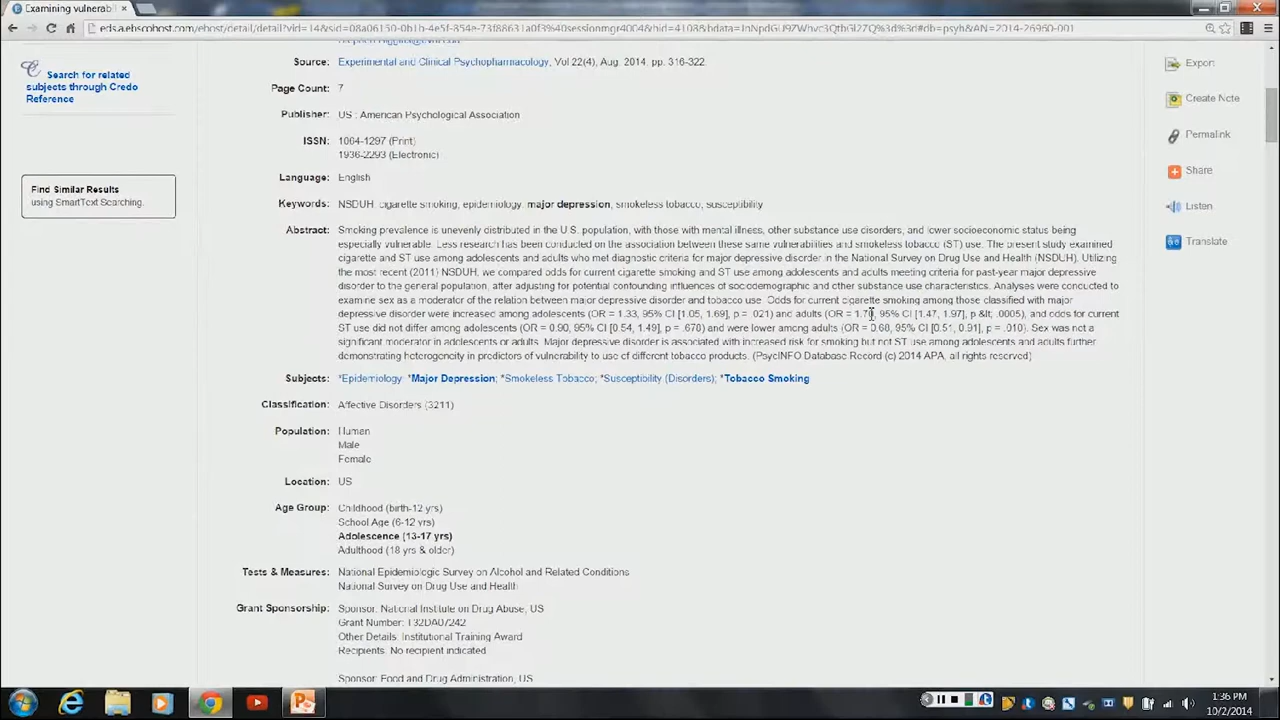 Examining vulnerabil
Search for related
subjects through Credo
Reference
Find Similar Results
using SmartText Searching.
Source: Experimental and Clinical Psychopharmacology, Vol 22(4), Aug, 2014. pp. 316-322.
Page Count: 7
Publisher: US : American Psychological Association
ISSN: 1064-1297 (Print)
1936-2293 (Electronic)
Language: English
Keywords: NSDUH, cigarette smoking, epidemiology, major depression, smokeless tobacco, susceptibility
Abstract: Smoking prevalence is unevenly distributed in the U.S. population, with those with mental illness, other substance use disorders, and lower socioeconomic status being
especially vulnerable. Less research has been conducted on the association between these same vulnerabilities and smokeless tobacco (ST) use. The present study examined
cigarette and ST use among adolescents and adults who met diagnostic criteria for major depressive disorder in the National Survey on Drug Use and Health (NSDUH). Utilizing
the most recent (2011) NSDUH, we compared odds for current cigarette smoking and ST use among adolescents and adults meeting criteria for past-year major depressive
disorder to the general population, after adjusting for potential confounding influences of sociodemographic and other substance use characteristics. Analyses were conducted to
examine sex as a moderator of the relation between major depressive disorder and tobacco use. Odds for current cigarette smoking among those classified with major
depressive disorder were increased among adolescents (OR = 1.33, 95% CI [1.05, 1.69], p = .021) and adults (OR = 95% CI [1.47, 1.97], p &lt; .0005), and odds for current
ST use did not differ among adolescents (OR = 0.90, 95% CI [0.54, 1.49], p = .678) and were lower among adults (OR = 0.68, 95% CI [0.51, 0.91], p = .010). Sex was not a
significant moderator in adolescents or adults. Major depressive disorder is associated with increased risk for smoking but not ST use among adolescents and adults further
demonstrating heterogeneity in predictors of vulnerability to use of different tobacco products. (PsycINFO Database Record (c) 2014 APA, all rights reserved)
Subjects: *Epidemiology; *Major Depression; *Smokeless Tobacco; *Susceptibility (Disorders); *Tobacco Smoking
Classification: Affective Disorders (3211)
Population: Human
Male
Female
Location: US
Age Group: Childhood (birth-12 yrs)
School Age (6-12 yrs)
Adolescence (13-17 yrs)
Adulthood (18 yrs & older)
Tests & Measures: National Epidemiologic Survey on Alcohol and Related Conditions
National Survey on Drug Use and Health
Grant Sponsorship: Sponsor: National Institute on Drug Abuse, US
Grant Number: T32DA07242
Other Details: Institutional Training Award
Recipients: No recipient indicated
Sponsor: Food and Drug Administration, US
Export
Create Note
Permalink
Share
Listen
Translate
1:36 PM
10/2/2014